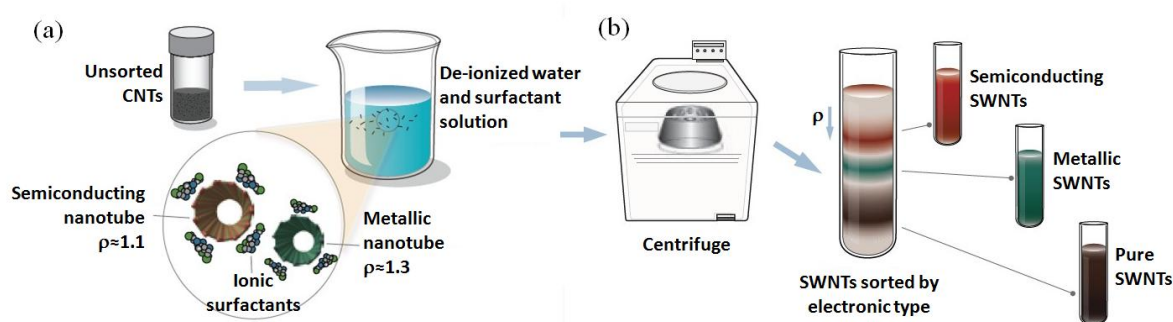 (a)
Unsorted
CNTs
De-ionized water
and surfactant
solution
Semiconducting
nanotube
ρ≈1.1
Metallic
nanotube
ρ≈1.3
Ionic
surfactants
(b)
Centrifuge
ρ
SWNTs sorted by
electronic type
Semiconducting
SWNTs
Metallic
SWNTs
Pure
SWNTs